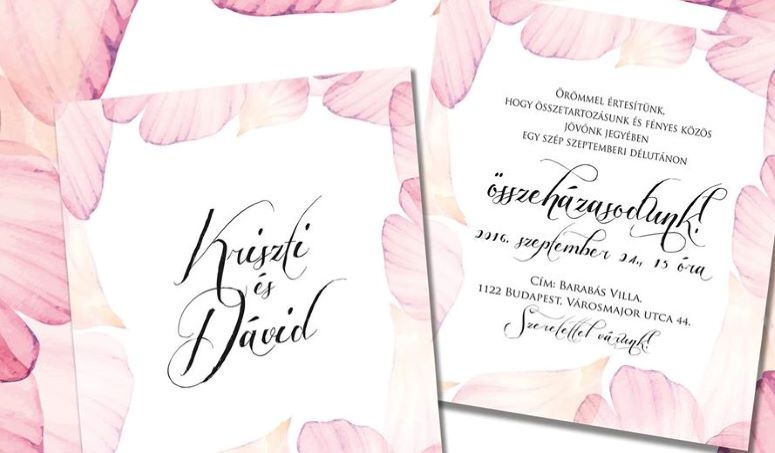 Kriszti
és
Dávid
Örömmel értesítünk,
hogy összetartozásunk és fényes közös
jövőnk jegyében
egy szép szeptemberi délutánon
összeházasodunk!
2016. szeptember 24., 15 óra
Cím: Barabás Villa.
1122 Budapest, Városmajor utca 44.
Szeretettel várunk!